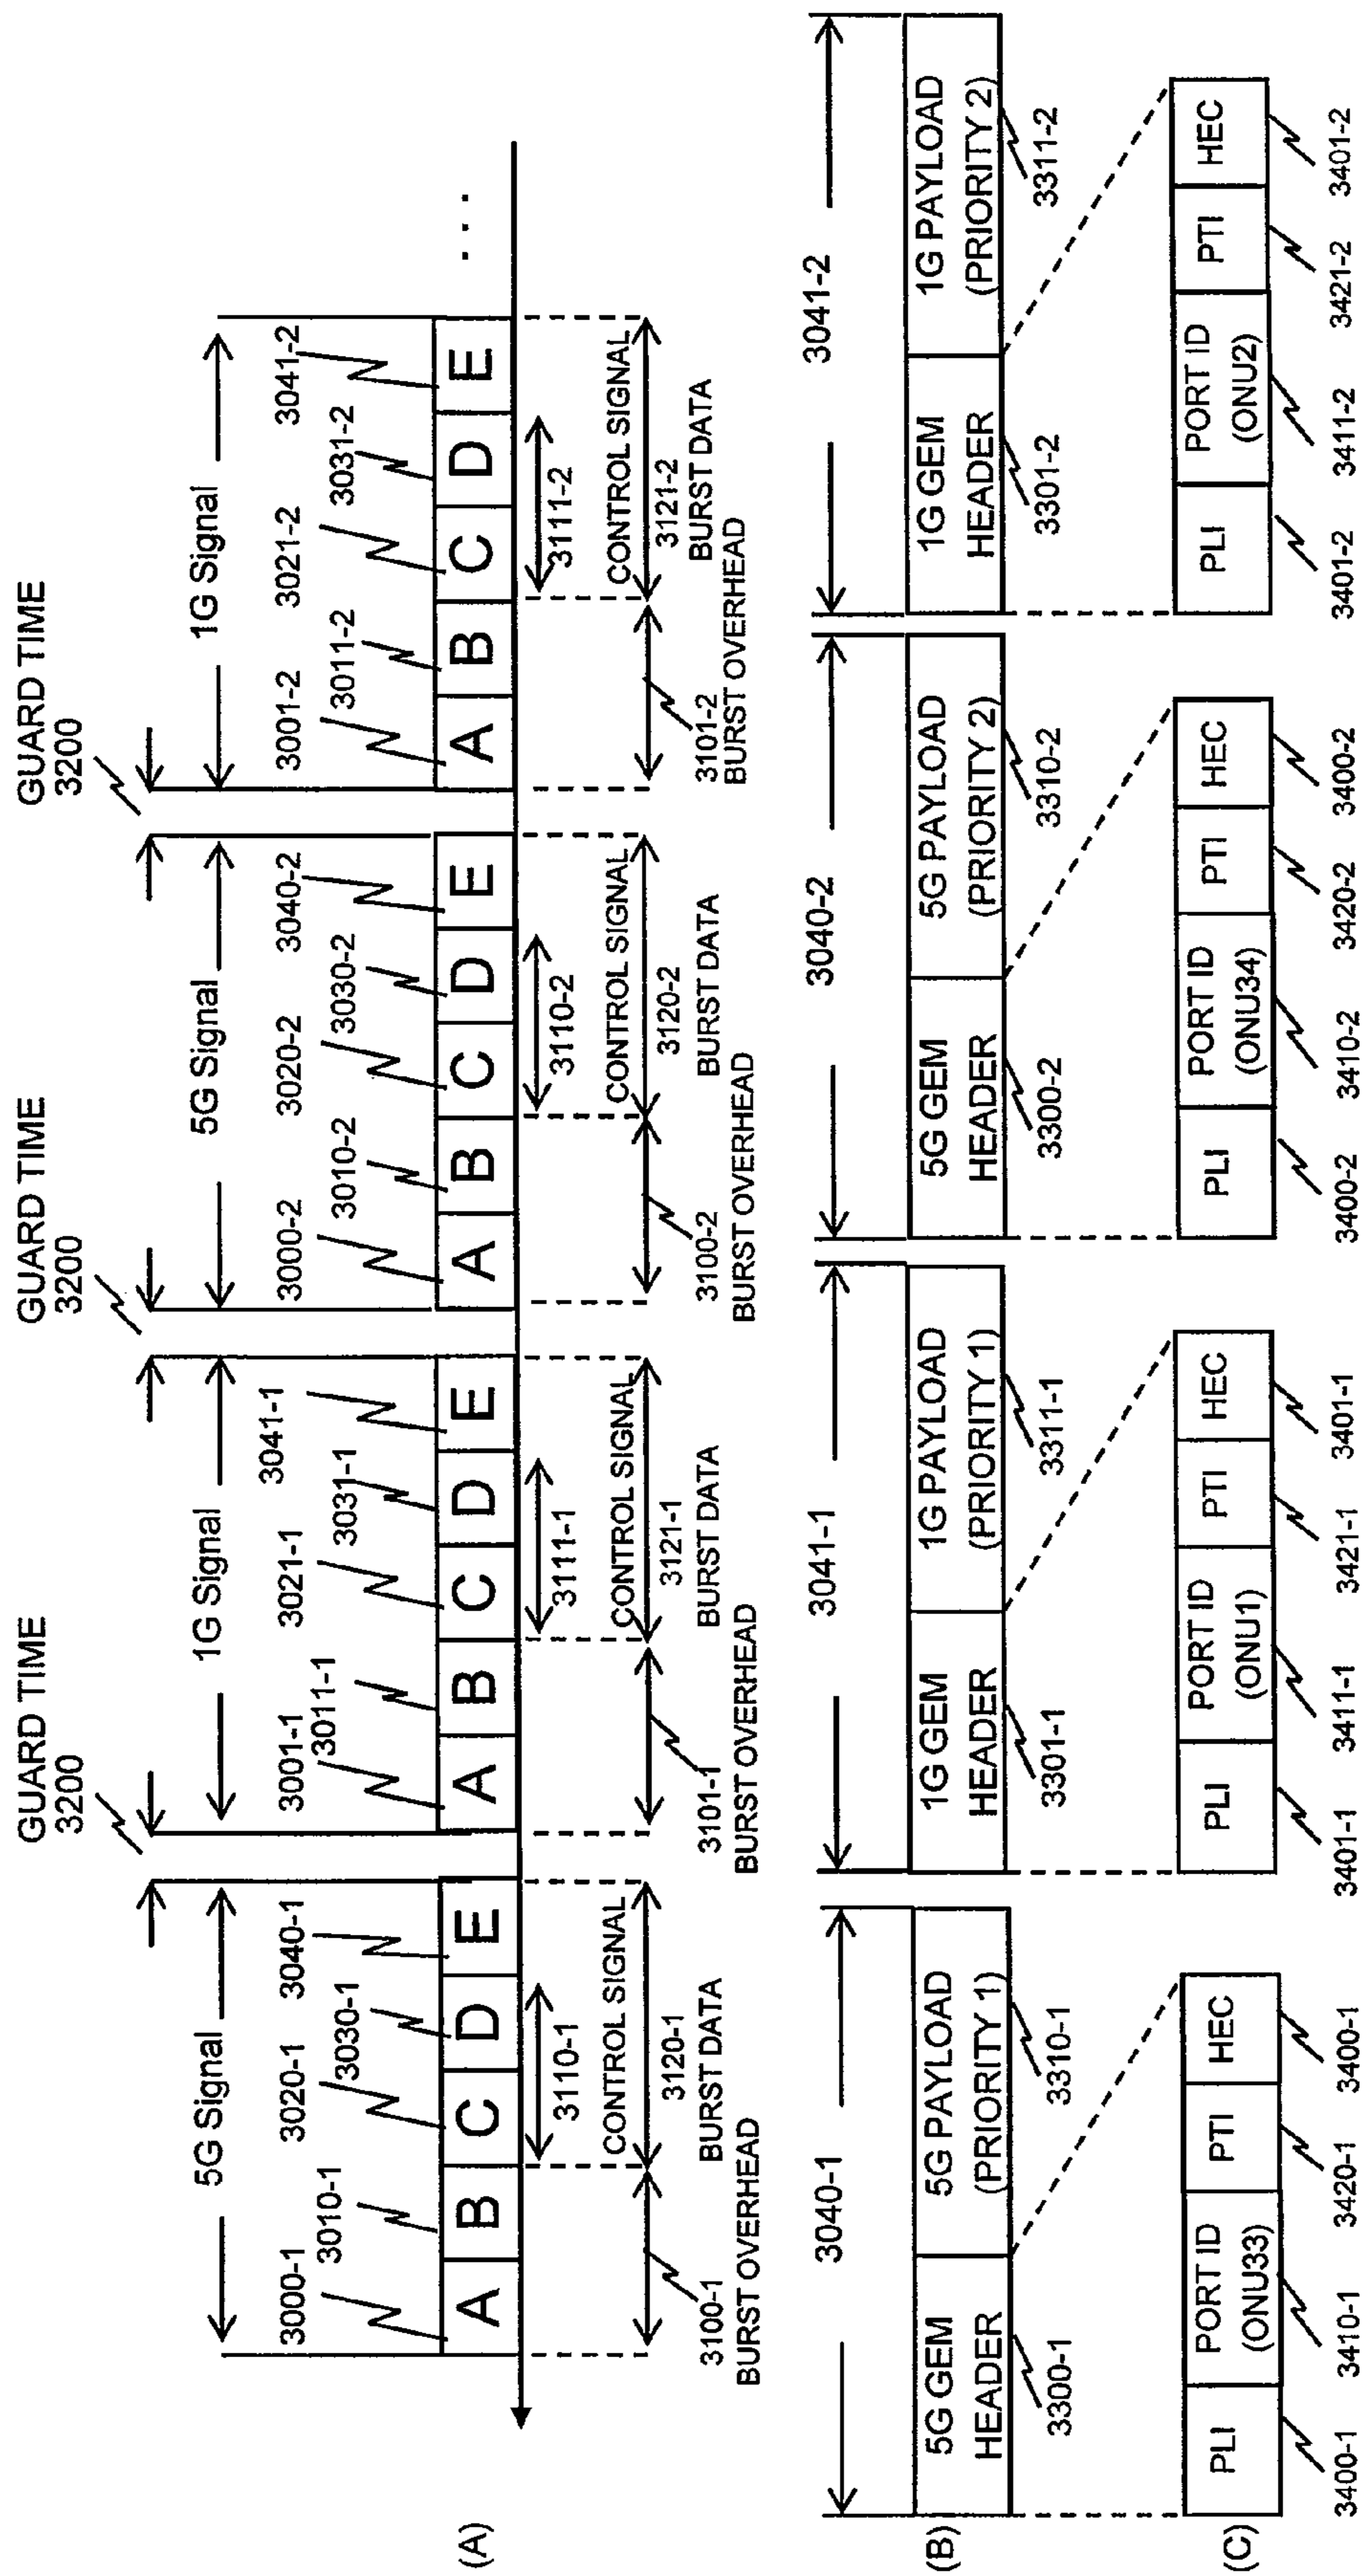 GUARD TIME
3200
GUARD TIME
3200
GUARD TIME
3200
5G Signal
1G Signal
5G Signal
1G Signal
3000-1
3010-1
3020-1
3030-1
3040-1
3001-1
3011-1
3021-1
3031-1
3041-1
3000-2
3010-2
3020-2
3030-2
3040-2
3001-2
3011-2
3021-2
3031-2
3041-2
(A)
A B C D E
A B C D E
A B C D E
A B C D E
. . .
3110-1
3111-1
3110-2
3111-2
CONTROL SIGNAL
CONTROL SIGNAL
CONTROL SIGNAL
CONTROL SIGNAL
3100-1
BURST OVERHEAD
3120-1
BURST DATA
3101-1
BURST OVERHEAD
3121-1
BURST DATA
3100-2
BURST OVERHEAD
3120-2
BURST DATA
3101-2
BURST OVERHEAD
3121-2
BURST DATA
3040-1
3041-1
3040-2
3041-2
(B)
5G GEM
HEADER
5G PAYLOAD
(PRIORITY 1)
1G GEM
HEADER
1G PAYLOAD
(PRIORITY 1)
5G GEM
HEADER
5G PAYLOAD
(PRIORITY 2)
1G GEM
HEADER
1G PAYLOAD
(PRIORITY 2)
3300-1
3310-1
3301-1
3311-1
3300-2
3310-2
3301-2
3311-2
(C)
PLI
PORT ID
(ONU33)
PTI
HEC
PLI
PORT ID
(ONU1)
PTI
HEC
PLI
PORT ID
(ONU34)
PTI
HEC
PLI
PORT ID
(ONU2)
PTI
HEC
3400-1
3410-1
3420-1
3400-1
3401-1
3411-1
3421-1
3401-1
3400-2
3410-2
3420-2
3400-2
3401-2
3411-2
3421-2
3401-2